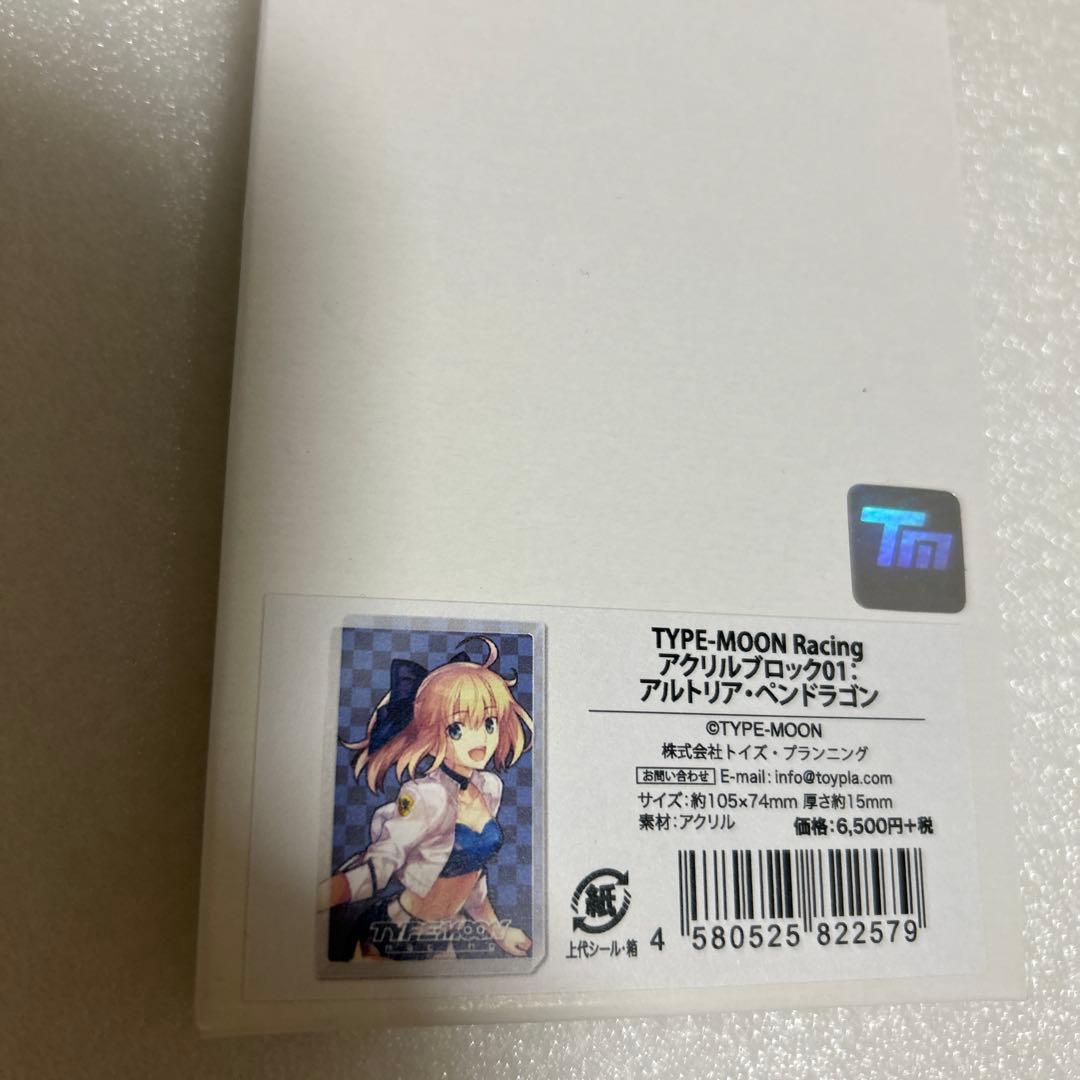 Tm
TYPE-MOON Racing
アクリルブロック01:
アルトリア・ペンドラゴン
©TYPE-MOON
株式会社トイズ・プランニング
お問い合わせ E-mail:info@toypla.com
サイズ:約105×74mm 厚さ約15mm
素材:アクリル 価格:6,500円+税
紙
上代シール・箱
4 580525 822579
TYPE-MOON
RACING